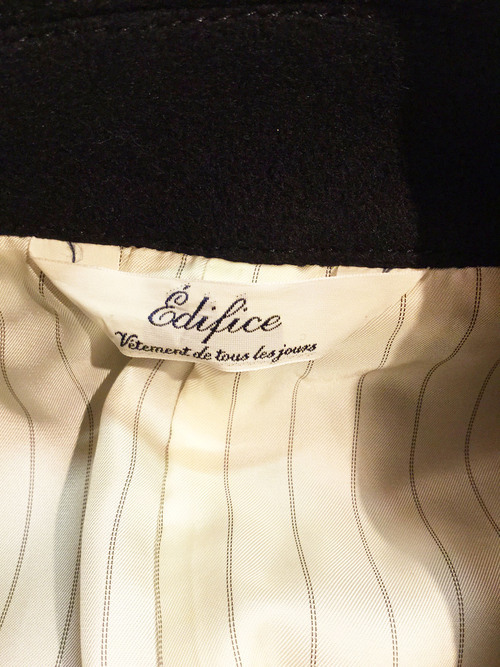 Édifice
Vêtement de tous les jours